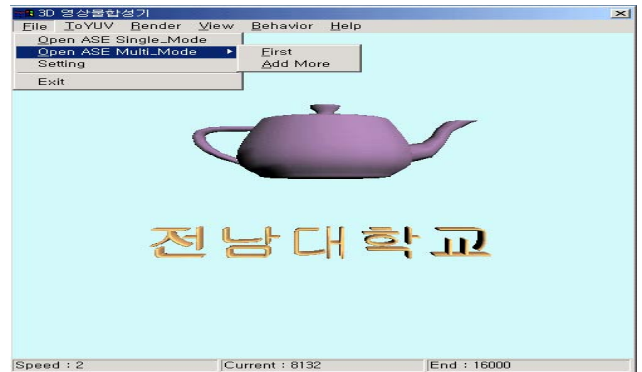 3D 영상물합성기
File ToYUV Render View Behavior Help
Open ASE Single_Mode
Open ASE Multi_Mode
First
Setting
Add More
Exit
전남대학교
Speed : 2 Current : 8132 End : 16000